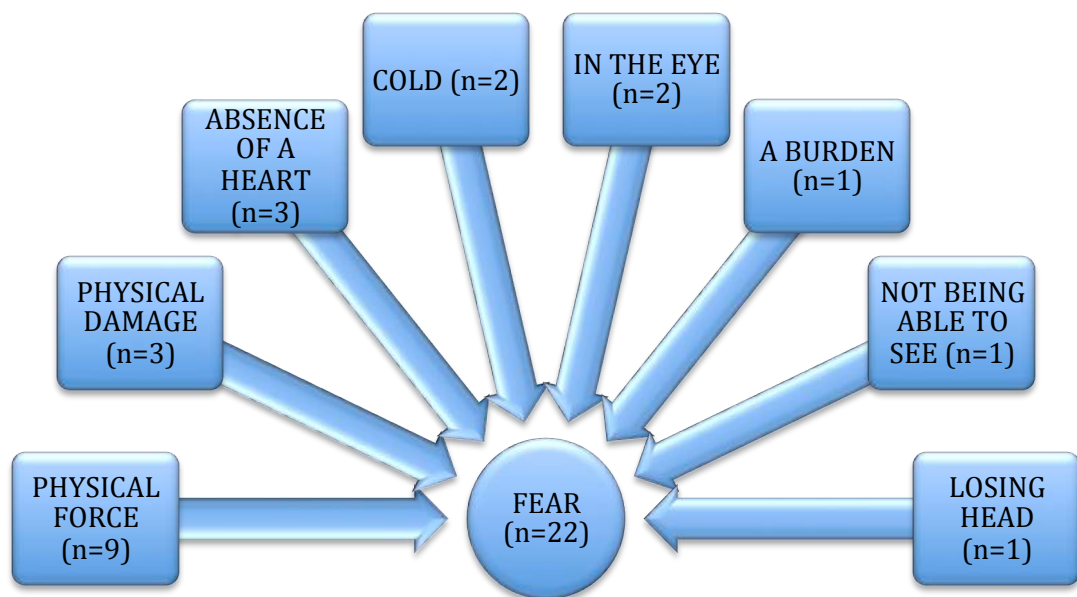 PHYSICAL
FORCE
(n=9)
PHYSICAL
DAMAGE
(n=3)
ABSENCE
OF A
HEART
(n=3)
COLD (n=2)
IN THE EYE
(n=2)
A BURDEN
(n=1)
NOT BEING
ABLE TO
SEE (n=1)
LOSING
HEAD
(n=1)
FEAR
(n=22)